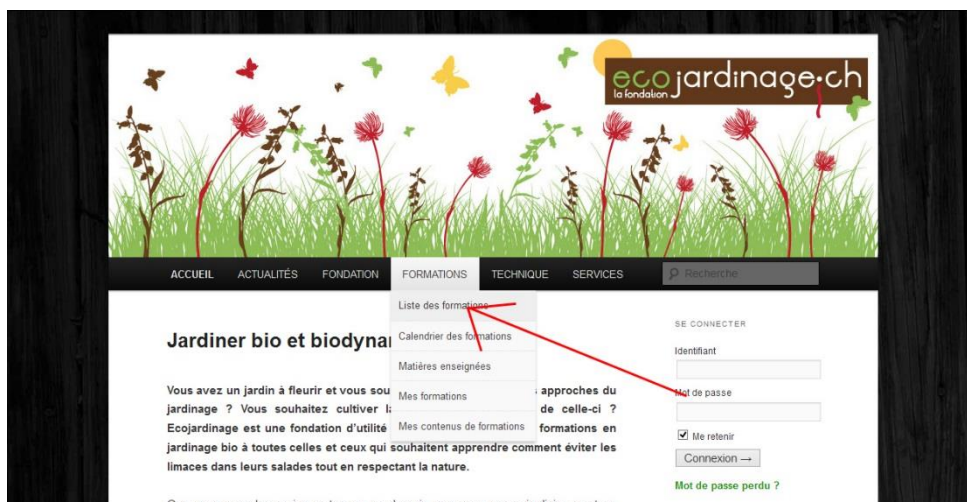 ecojardinage.ch
la fondation
ACCUEIL ACTUALITÉS FONDATION FORMATIONS TECHNIQUE SERVICES Recherche
Liste des formations
Calendrier des formations
Matières enseignées
Mes formations
Mes contenus de formations
Jardiner bio et biodyna
Vous avez un jardin à fleurir et vous sou approches du
jardinage ? Vous souhaitez cultiver de celle-ci ?
Ecojardinage est une fondation d'utilité formations en
jardinage bio à toutes celles et ceux qui souhaitent apprendre comment éviter les
limaces dans leurs salades tout en respectant la nature.
SE CONNECTER
Identifiant
Mot de passe
Me retenir
Connexion →
Mot de passe perdu ?